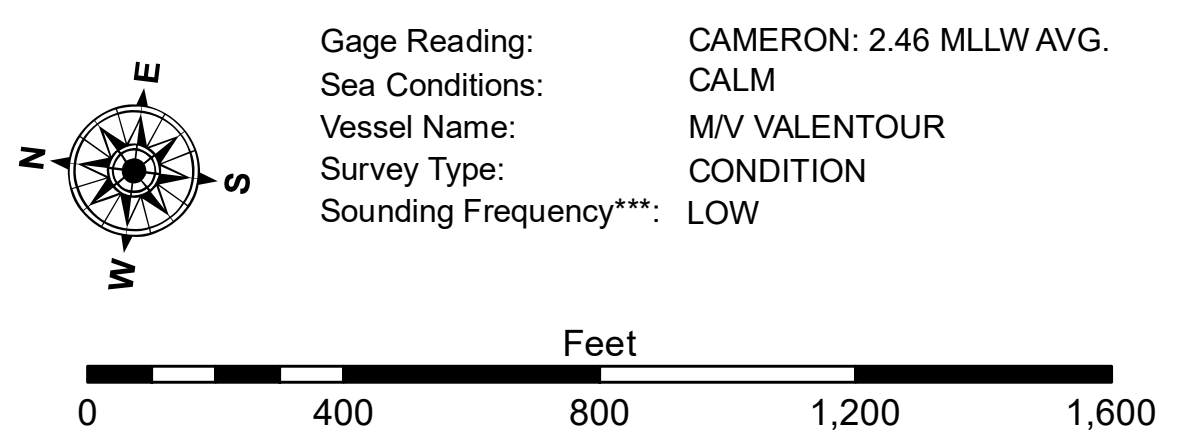 E
N
S
W
Gage Reading: CAMERON: 2.46 MLLW AVG.
Sea Conditions: CALM
Vessel Name: M/V VALENTOUR
Survey Type: CONDITION
Sounding Frequency***: LOW
Feet
0 400 800 1,200 1,600